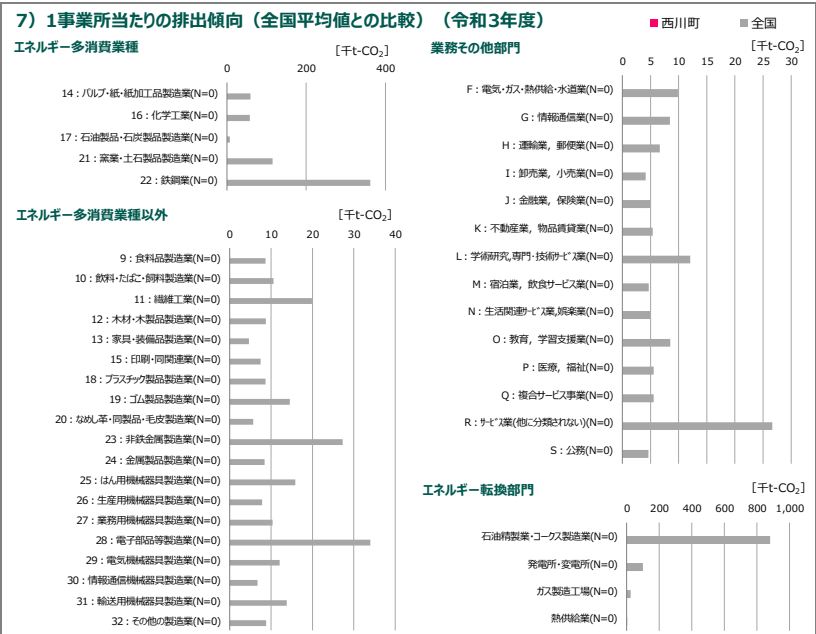 7）1事業所当たりの排出傾向（全国平均値との比較）（令和3年度）
■西川町 ■全国
エネルギー多消費業種
[千t-CO₂]
0 200 400
14：パルプ・紙・紙加工品製造業(N=0)
16：化学工業(N=0)
17：石油製品・石炭製品製造業(N=0)
21：窯業・土石製品製造業(N=0)
22：鉄鋼業(N=0)
エネルギー多消費業種以外
[千t-CO₂]
0 10 20 30 40
9：食料品製造業(N=0)
10：飲料・たばこ・飼料製造業(N=0)
11：繊維工業(N=0)
12：木材・木製品製造業(N=0)
13：家具・装備品製造業(N=0)
15：印刷・同関連業(N=0)
18：プラスチック製品製造業(N=0)
19：ゴム製品製造業(N=0)
20：なめし革・同製品・毛皮製造業(N=0)
23：非鉄金属製造業(N=0)
24：金属製品製造業(N=0)
25：はん用機械器具製造業(N=0)
26：生産用機械器具製造業(N=0)
27：業務用機械器具製造業(N=0)
28：電子部品等製造業(N=0)
29：電気機械器具製造業(N=0)
30：情報通信機械器具製造業(N=0)
31：輸送用機械器具製造業(N=0)
32：その他の製造業(N=0)
業務その他部門
[千t-CO₂]
0 5 10 15 20 25 30
F：電気・ガス・熱供給・水道業(N=0)
G：情報通信業(N=0)
H：運輸業，郵便業(N=0)
I：卸売業，小売業(N=0)
J：金融業，保険業(N=0)
K：不動産業，物品賃貸業(N=0)
L：学術研究,専門・技術ｻｰﾋﾞｽ業(N=0)
M：宿泊業，飲食サービス業(N=0)
N：生活関連ｻｰﾋﾞｽ業,娯楽業(N=0)
O：教育，学習支援業(N=0)
P：医療，福祉(N=0)
Q：複合サービス事業(N=0)
R：ｻｰﾋﾞｽ業(他に分類されない)(N=0)
S：公務(N=0)
エネルギー転換部門
[千t-CO₂]
0 200 400 600 800 1,000
石油精製業・コークス製造業(N=0)
発電所・変電所(N=0)
ガス製造工場(N=0)
熱供給業(N=0)